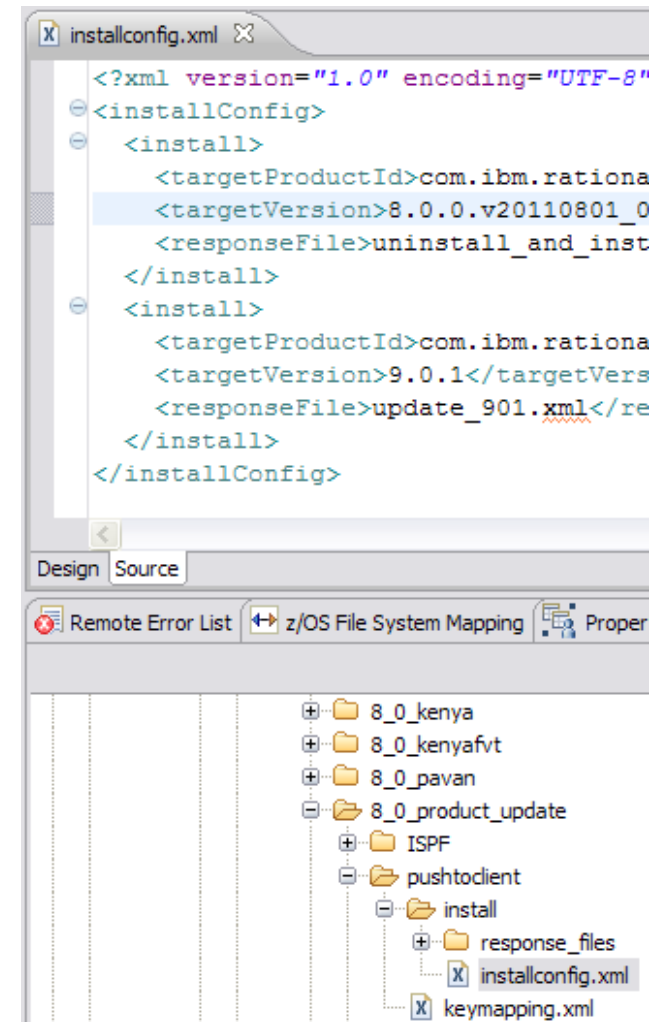 installconfig.xml
<?xml version="1.0" encoding="UTF-8"
<installConfig>
<install>
<targetProductId>com.ibm.rationa
<targetVersion>8.0.0.v20110801_0
<responseFile>uninstall_and_inst
</install>
<install>
<targetProductId>com.ibm.rationa
<targetVersion>9.0.1</targetVers
<responseFile>update_901.xml</re
</install>
</installConfig>
Design Source
Remote Error List z/OS File System Mapping Proper
8_0_kenya
8_0_kenyafvt
8_0_pavan
8_0_product_update
ISPF
pushtoclient
install
response_files
installconfig.xml
keymapping.xml